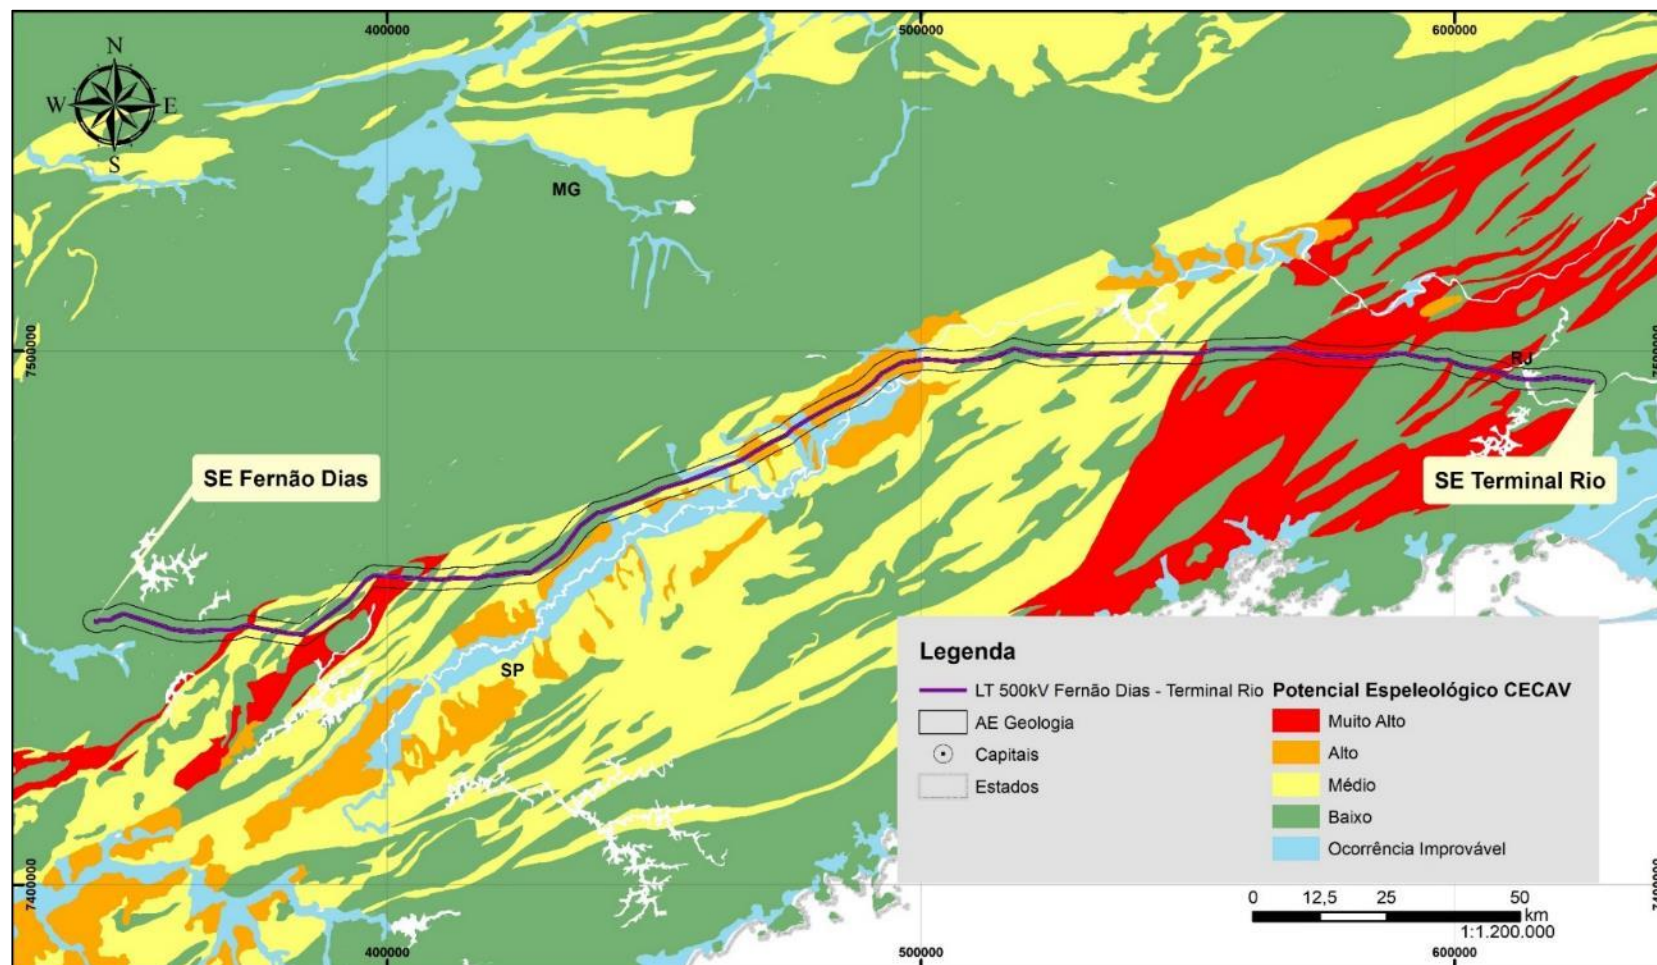 400000
500000
600000
N
W
E
S
MG
7500000
7500000
RJ
SE Fernão Dias
SE Terminal Rio
SP
Legenda
LT 500kV Fernão Dias - Terminal Rio
AE Geologia
Capitais
Estados
Potencial Espeleológico CECAV
Muito Alto
Alto
Médio
Baixo
Ocorrência Improvável
7400000
0
12,5
25
50
km
1:1.200.000
400000
500000
600000